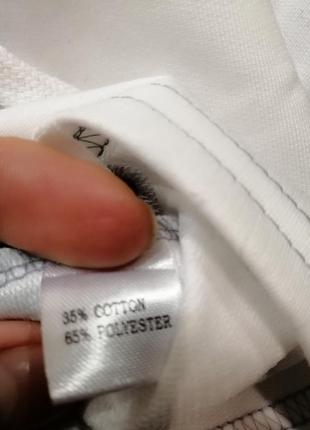 35% COTTON
65% POLYESTER